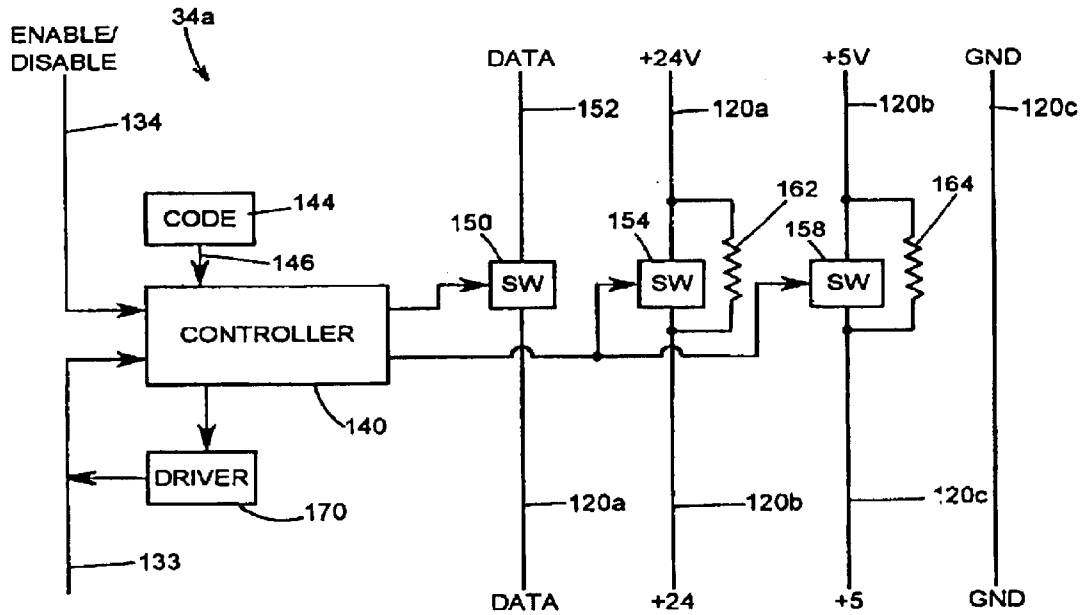 34a
ENABLE/
DISABLE
DATA
+24V
+5V
GND
134
152
120a
120b
120c
CODE
144
146
150
154
162
158
164
SW
SW
SW
CONTROLLER
140
DRIVER
170
120a
120b
120c
133
DATA
+24
+5
GND